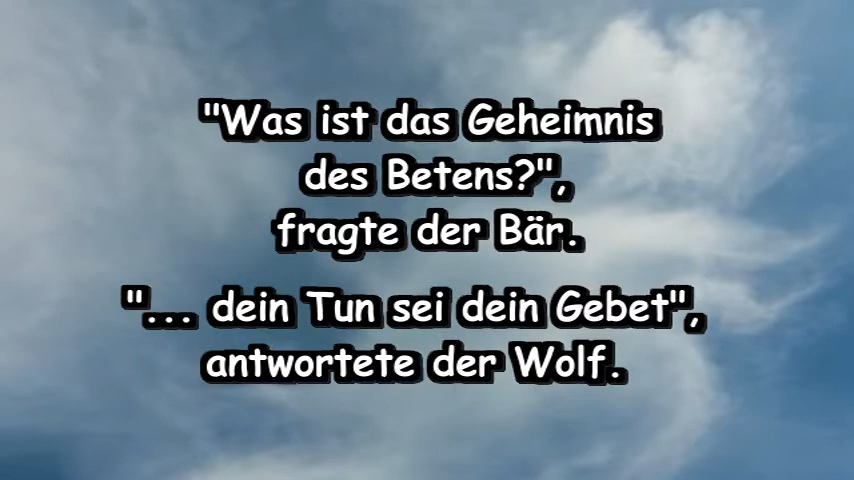 "Was ist das Geheimnis
des Betens?",
fragte der Bär.
"... dein Tun sei dein Gebet",
antwortete der Wolf.